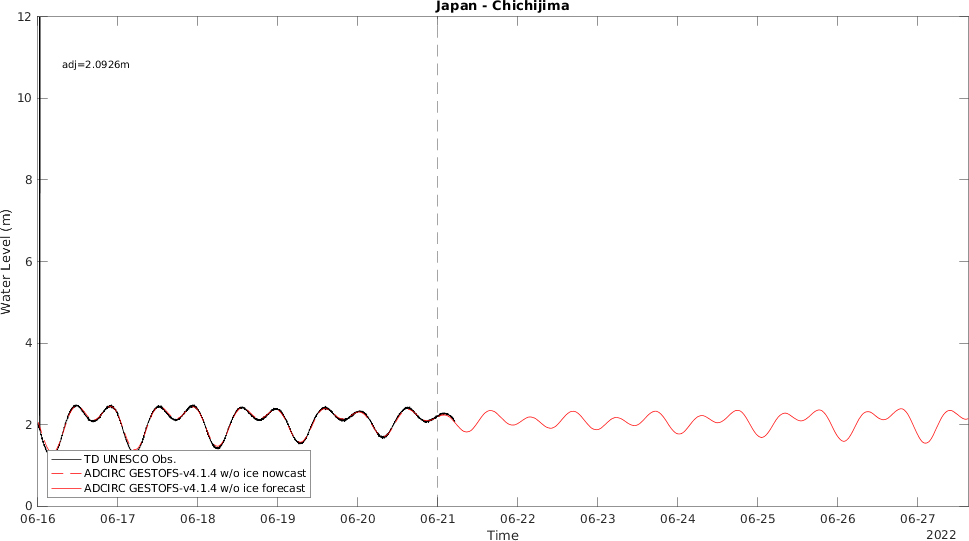 Japan - Chichijima
12
adj=2.0926m
10
8
6
4
2
0
Water Level (m)
TD UNESCO Obs.
ADCIRC GESTOFS-v4.1.4 w/o ice nowcast
ADCIRC GESTOFS-v4.1.4 w/o ice forecast
06-16 06-17 06-18 06-19 06-20 06-21 06-22 06-23 06-24 06-25 06-26 06-27
Time
2022